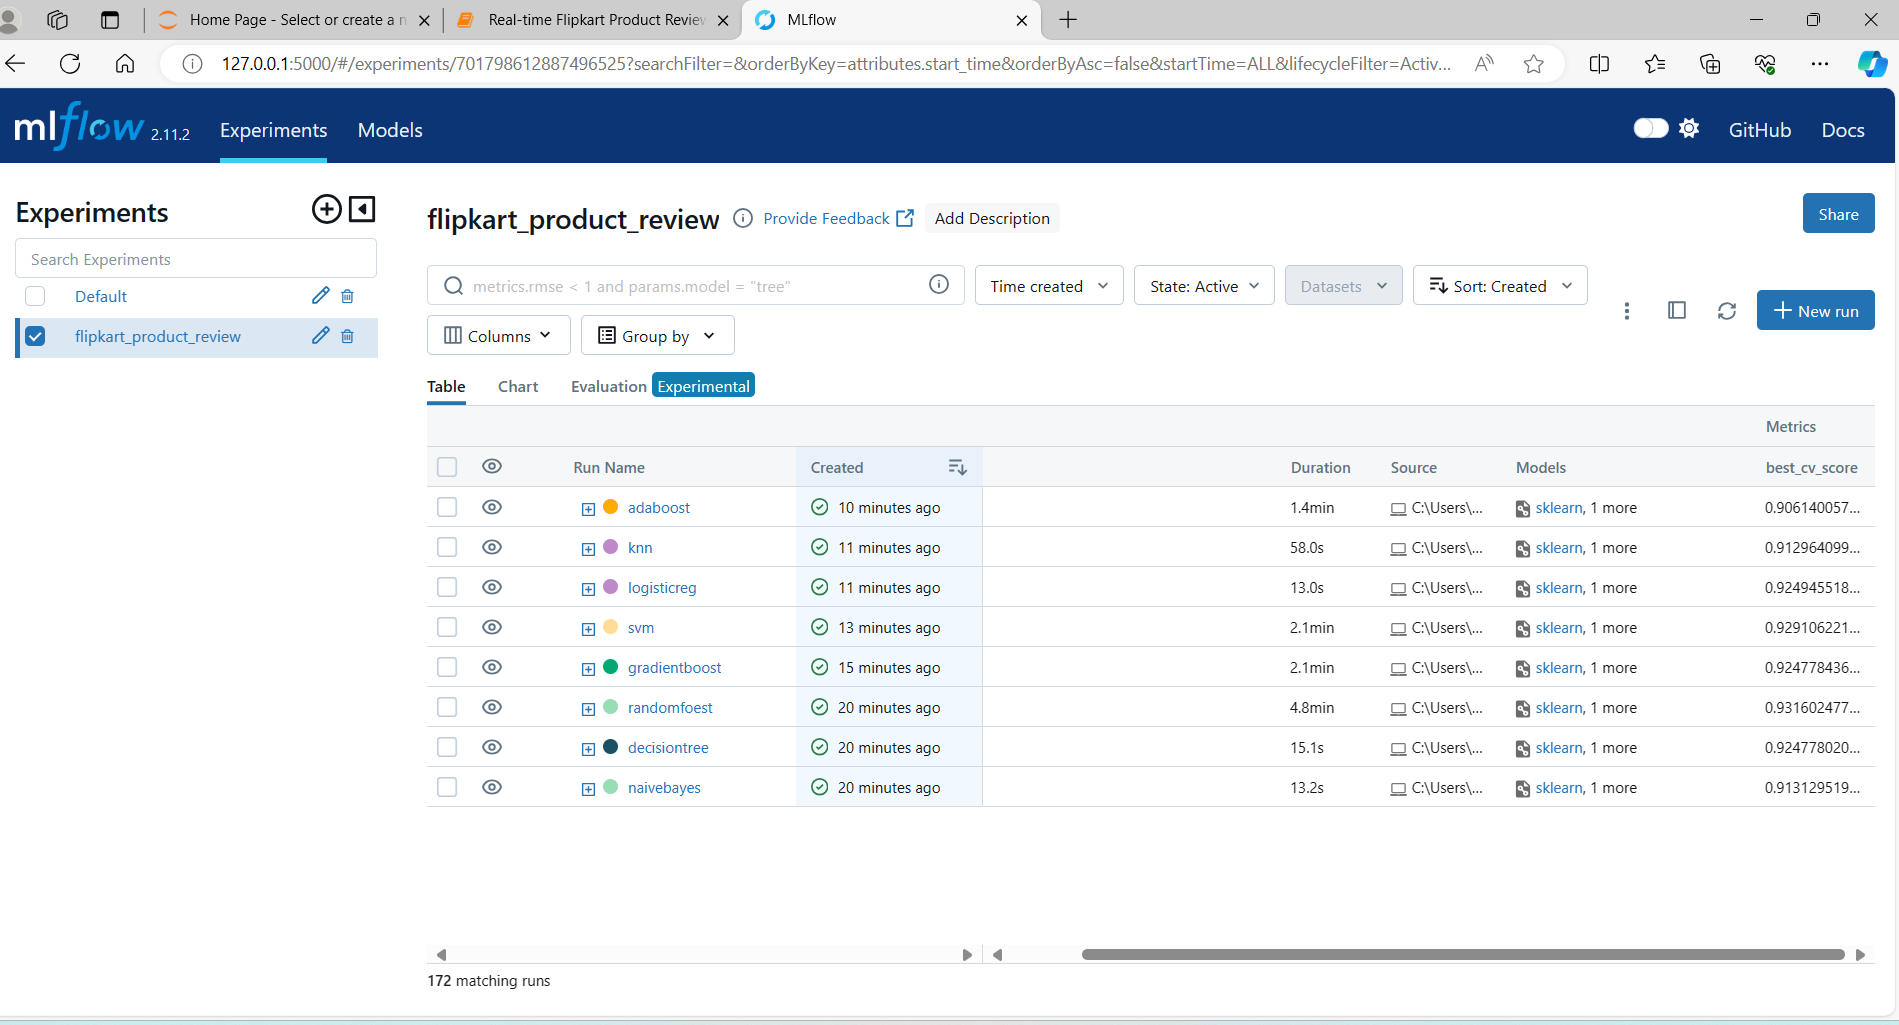 Home Page - Select or create a n
Real-time Flipkart Product Review
MLflow
127.0.0.1:5000/#/experiments/701798612887496525?searchFilter=&orderByKey=attributes.start_time&orderByAsc=false&startTime=ALL&lifecycleFilter=Activ...
mlflow 2.11.2 Experiments Models GitHub Docs
Experiments
Search Experiments
Default
flipkart_product_review
flipkart_product_review Provide Feedback Add Description Share
metrics.rmse < 1 and params.model = "tree" Time created State: Active Datasets Sort: Created
Columns Group by New run
Table Chart Evaluation Experimental
Metrics
Run Name Created Duration Source Models best_cv_score
adaboost 10 minutes ago 1.4min C:\Users\... sklearn, 1 more 0.906140057...
knn 11 minutes ago 58.0s C:\Users\... sklearn, 1 more 0.912964099...
logisticreg 11 minutes ago 13.0s C:\Users\... sklearn, 1 more 0.924945518...
svm 13 minutes ago 2.1min C:\Users\... sklearn, 1 more 0.929106221...
gradientboost 15 minutes ago 2.1min C:\Users\... sklearn, 1 more 0.924778436...
randomfoest 20 minutes ago 4.8min C:\Users\... sklearn, 1 more 0.931602477...
decisiontree 20 minutes ago 15.1s C:\Users\... sklearn, 1 more 0.924778020...
naivebayes 20 minutes ago 13.2s C:\Users\... sklearn, 1 more 0.913129519...
172 matching runs